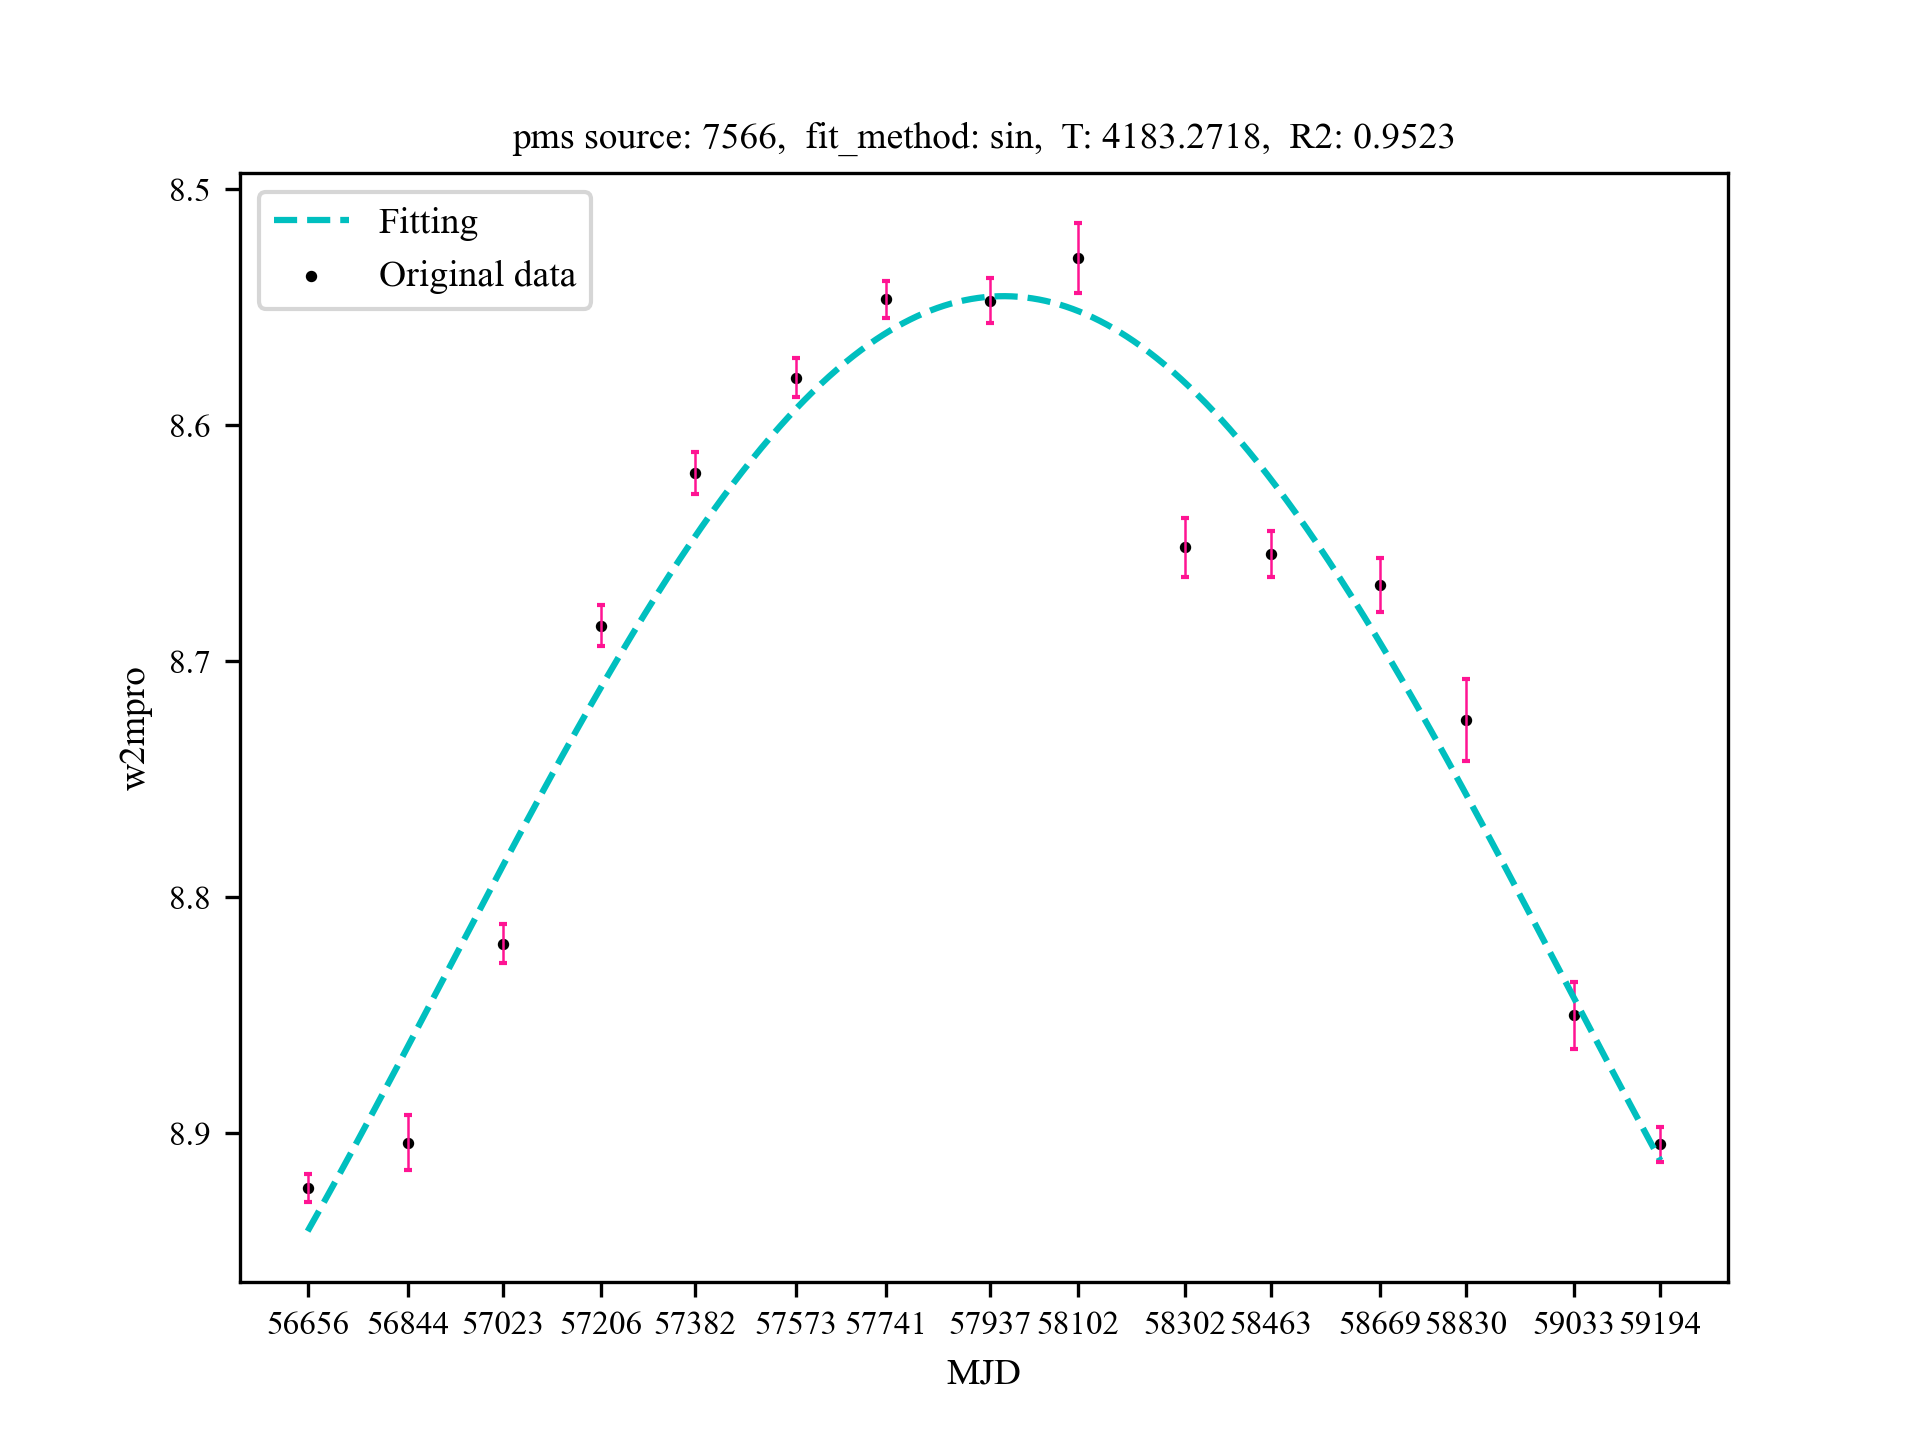 pms source: 7566, fit_method: sin, T: 4183.2718, R2: 0.9523
Fitting
Original data
8.5
8.6
8.7
8.8
8.9
w2mpro
56656 56844 57023 57206 57382 57573 57741 57937 58102 58302 58463 58669 58830 59033 59194
MJD